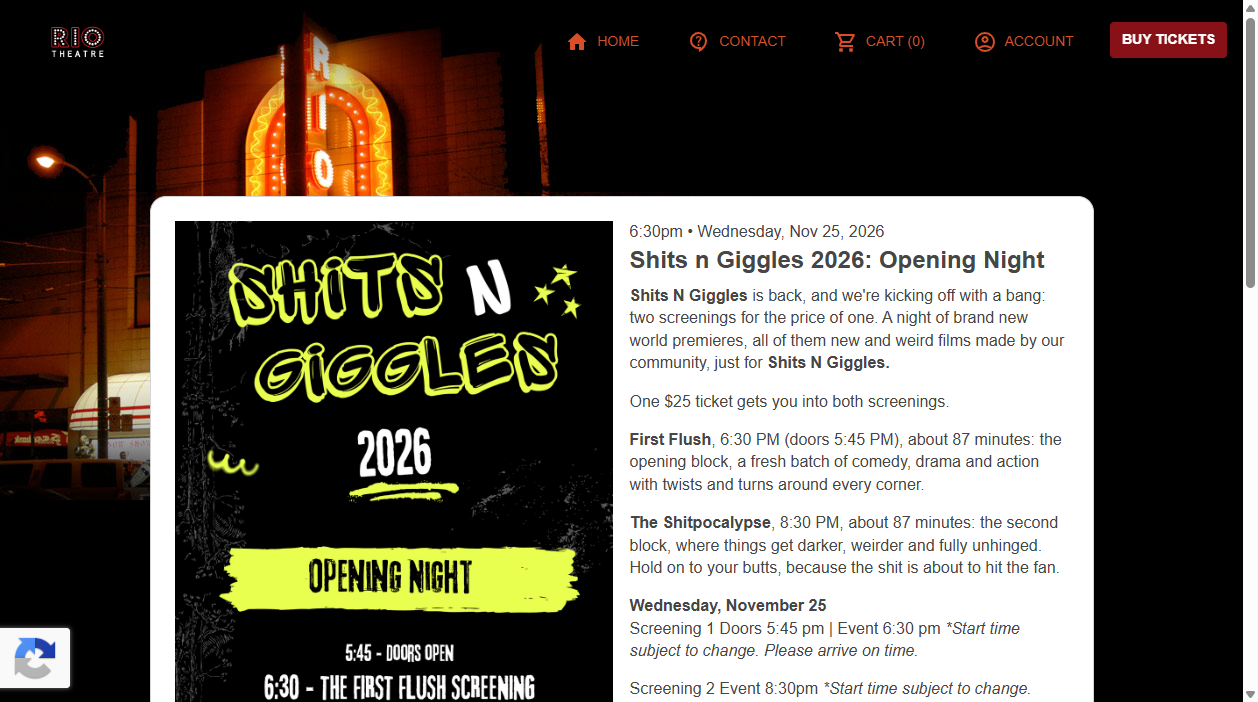 RIO
THEATRE
HOME
CONTACT
CART (0)
ACCOUNT
BUY TICKETS
RIO
SHITS N
GIGGLES
2026
OPENING NIGHT
5:45 - DOORS OPEN
6:30 - THE FIRST FLUSH SCREENING
6:30pm • Wednesday, Nov 25, 2026
Shits n Giggles 2026: Opening Night
Shits N Giggles is back, and we're kicking off with a bang:
two screenings for the price of one. A night of brand new
world premieres, all of them new and weird films made by our
community, just for Shits N Giggles.
One $25 ticket gets you into both screenings.
First Flush, 6:30 PM (doors 5:45 PM), about 87 minutes: the
opening block, a fresh batch of comedy, drama and action
with twists and turns around every corner.
The Shitpocalypse, 8:30 PM, about 87 minutes: the second
block, where things get darker, weirder and fully unhinged.
Hold on to your butts, because the shit is about to hit the fan.
Wednesday, November 25
Screening 1 Doors 5:45 pm | Event 6:30 pm *Start time
subject to change. Please arrive on time.
Screening 2 Event 8:30pm *Start time subject to change.